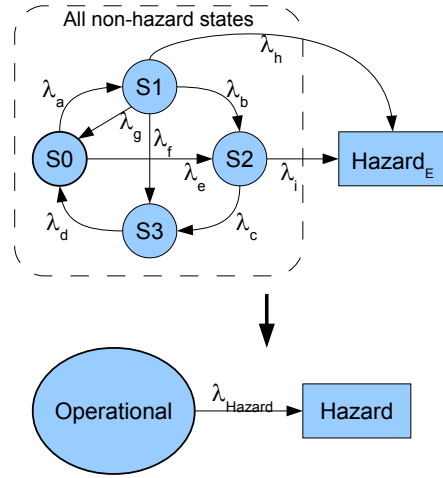 All non-hazard states
S1
λh
λa
λb
λg
λf
S0
S2
HazardE
λe
λi
λd
λc
S3
λHazard
Operational
Hazard